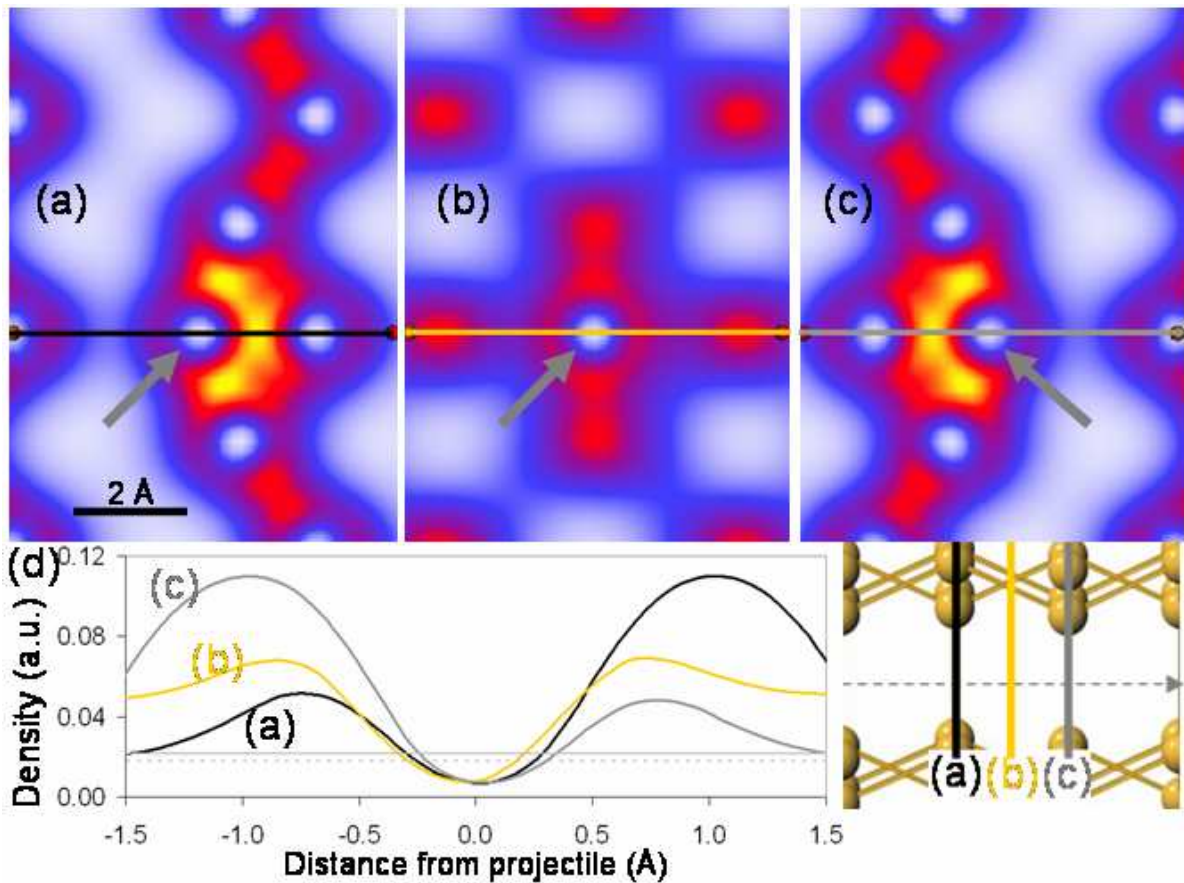 (a)
(b)
(c)
2 Å
(d)
0.12
0.08
0.04
0.00
Density (a.u.)
(c)
(b)
(a)
-1.5
-1.0
-0.5
0.0
0.5
1.0
1.5
Distance from projectile (Å)
(a)
(b)
(c)